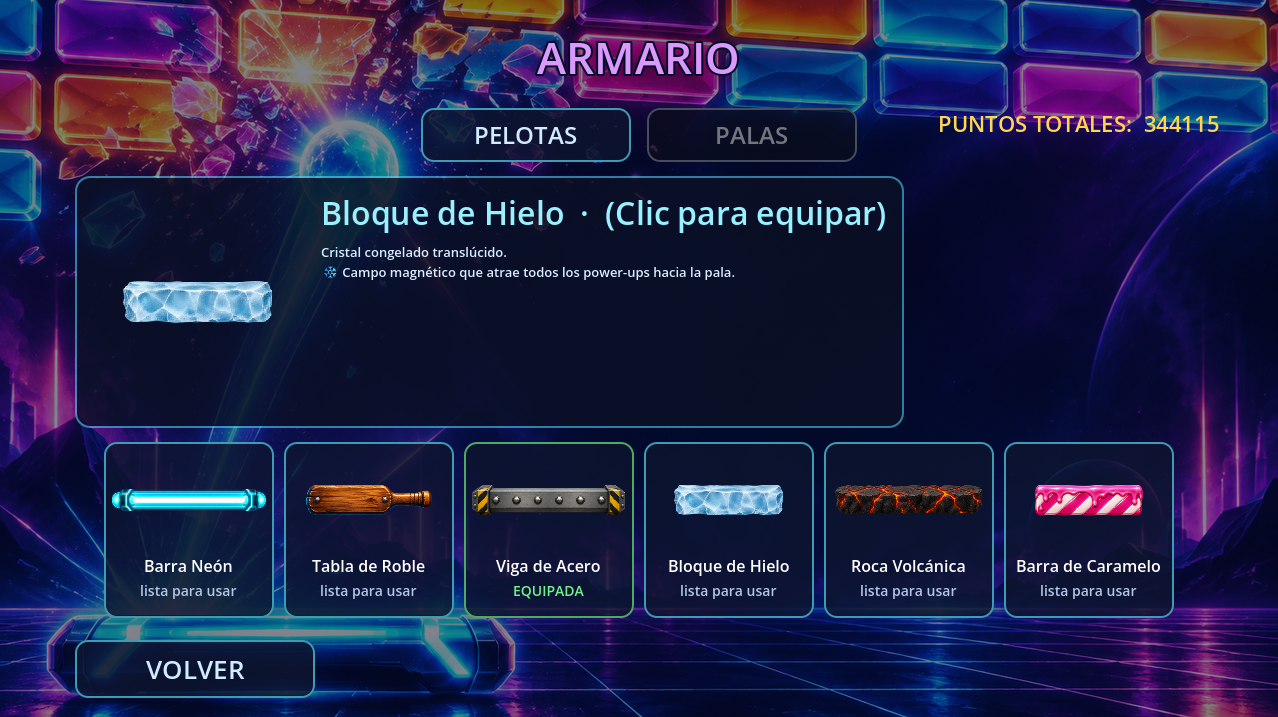 ARMARIO
PELOTAS
PALAS
PUNTOS TOTALES: 344115
Bloque de Hielo · (Clic para equipar)
Cristal congelado translúcido.
❄ Campo magnético que atrae todos los power-ups hacia la pala.
Barra Neón
lista para usar
Tabla de Roble
lista para usar
Viga de Acero
EQUIPADA
Bloque de Hielo
lista para usar
Roca Volcánica
lista para usar
Barra de Caramelo
lista para usar
VOLVER